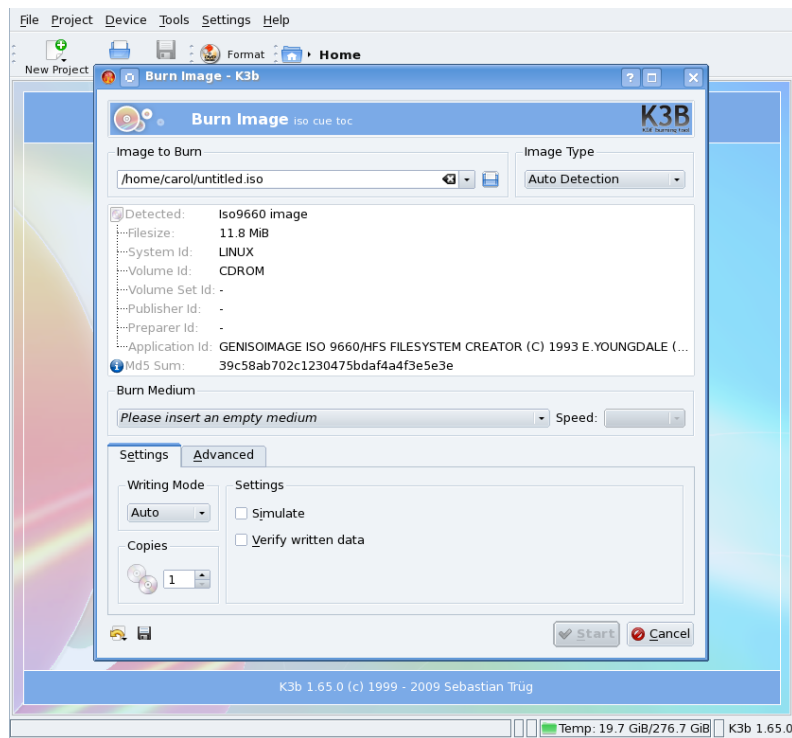 File Project Device Tools Settings Help
New Project
Format
Home
Burn Image - K3b
Burn Image iso cue toc
K3B
Image to Burn
Image Type
/home/carol/untitled.iso
Auto Detection
Detected: Iso9660 image
Filesize: 11.8 MiB
System Id: LINUX
Volume Id: CDROM
Volume Set Id: -
Publisher Id: -
Preparer Id: -
Application Id: GENISOIMAGE ISO 9660/HFS FILESYSTEM CREATOR (C) 1993 E.YOUNGDALE (...
Md5 Sum: 39c58ab702c1230475bdaf4a4f3e5e3e
Burn Medium
Please insert an empty medium
Speed:
Settings Advanced
Writing Mode
Settings
Auto
Simulate
Verify written data
Copies
1
Start
Cancel
K3b 1.65.0 (c) 1999 - 2009 Sebastian Trüg
Temp: 19.7 GiB/276.7 GiB
K3b 1.65.0